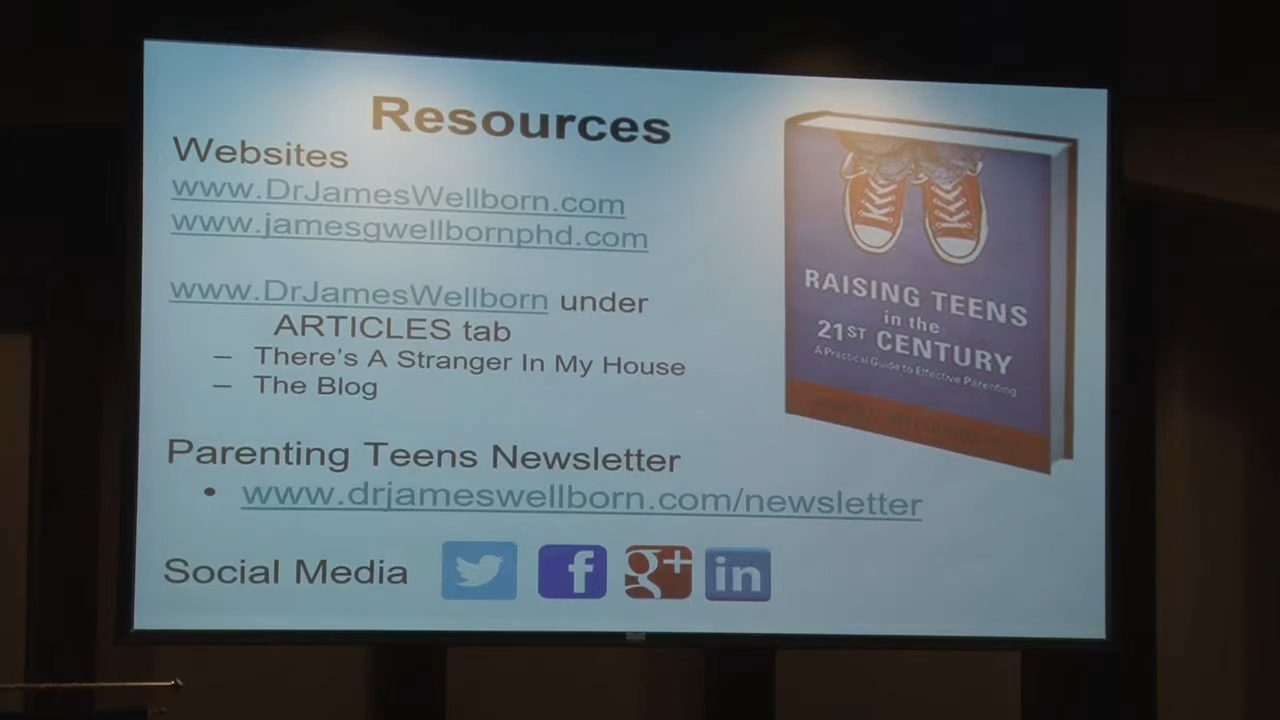 Resources
Websites
www.DrJamesWellborn.com
www.jamesgwellbornphd.com
www.DrJamesWellborn under
ARTICLES tab
– There's A Stranger In My House
– The Blog
Parenting Teens Newsletter
• www.drjameswellborn.com/newsletter
Social Media
f
g+
in
RAISING TEENS
in the
21ST CENTURY
A Practical Guide to Effective Parenting